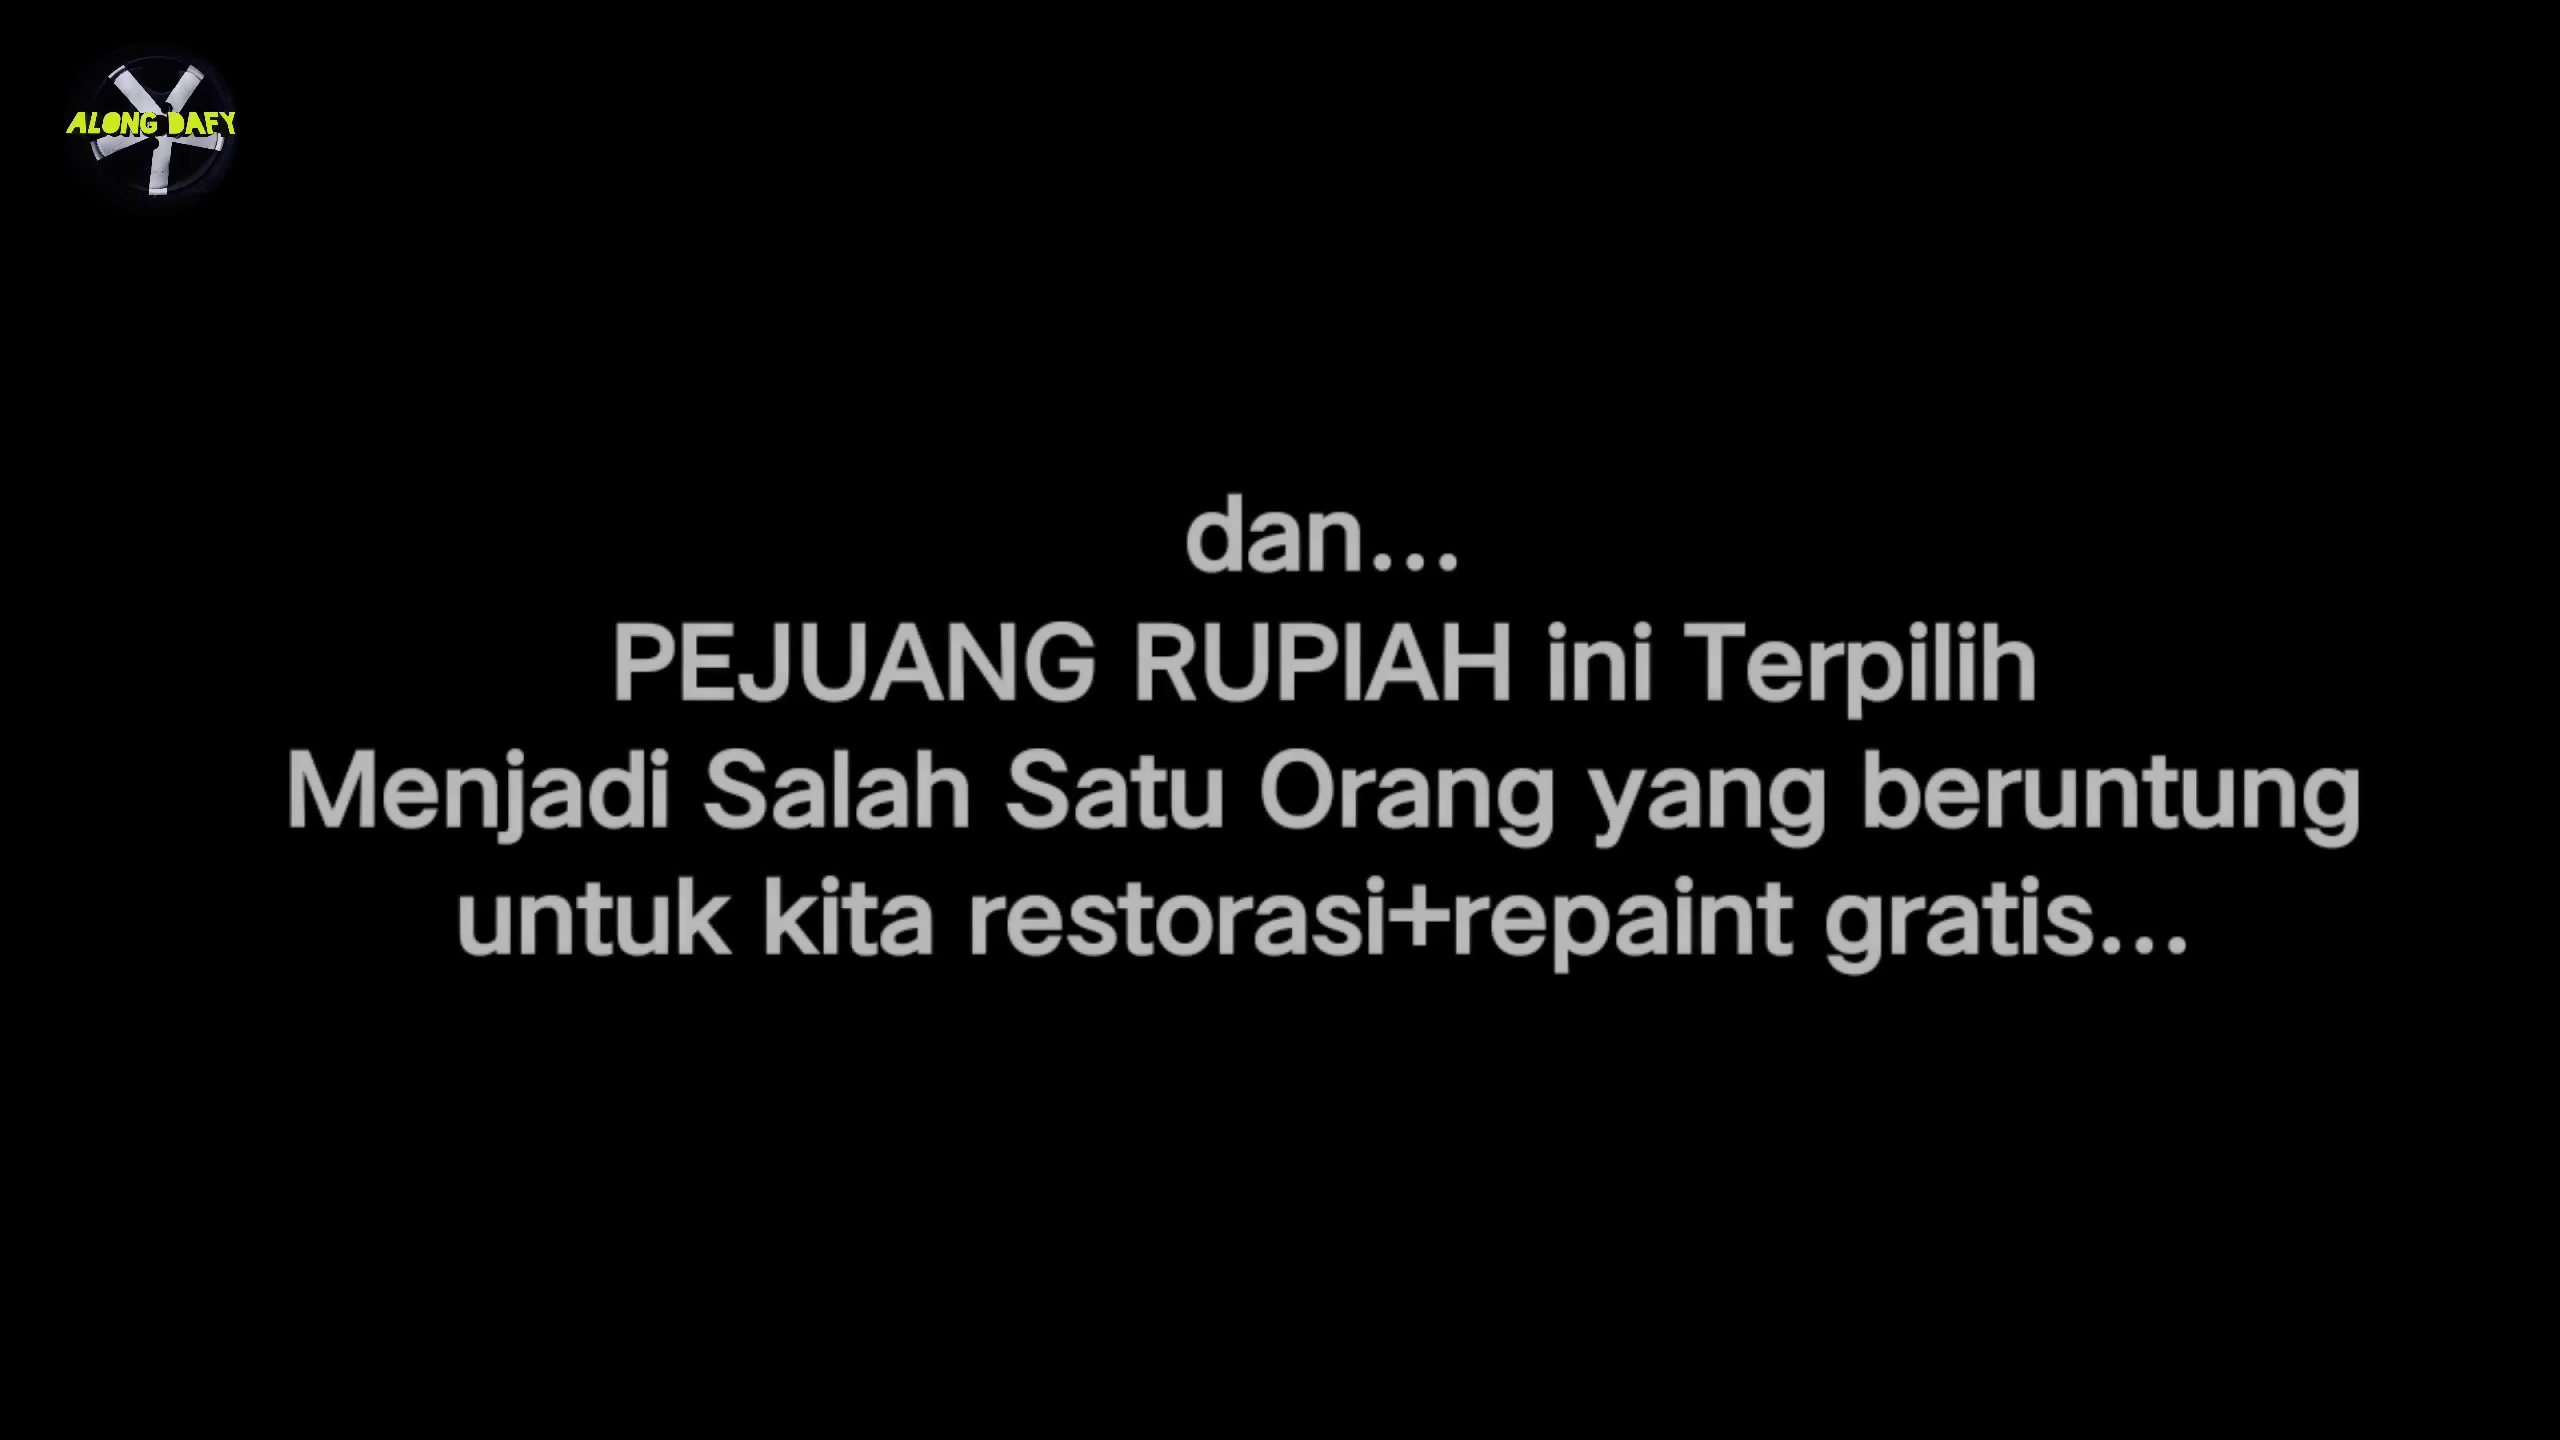 ALONG DAFY
dan...
PEJUANG RUPIAH ini Terpilih
Menjadi Salah Satu Orang yang beruntung
untuk kita restorasi+repaint gratis...